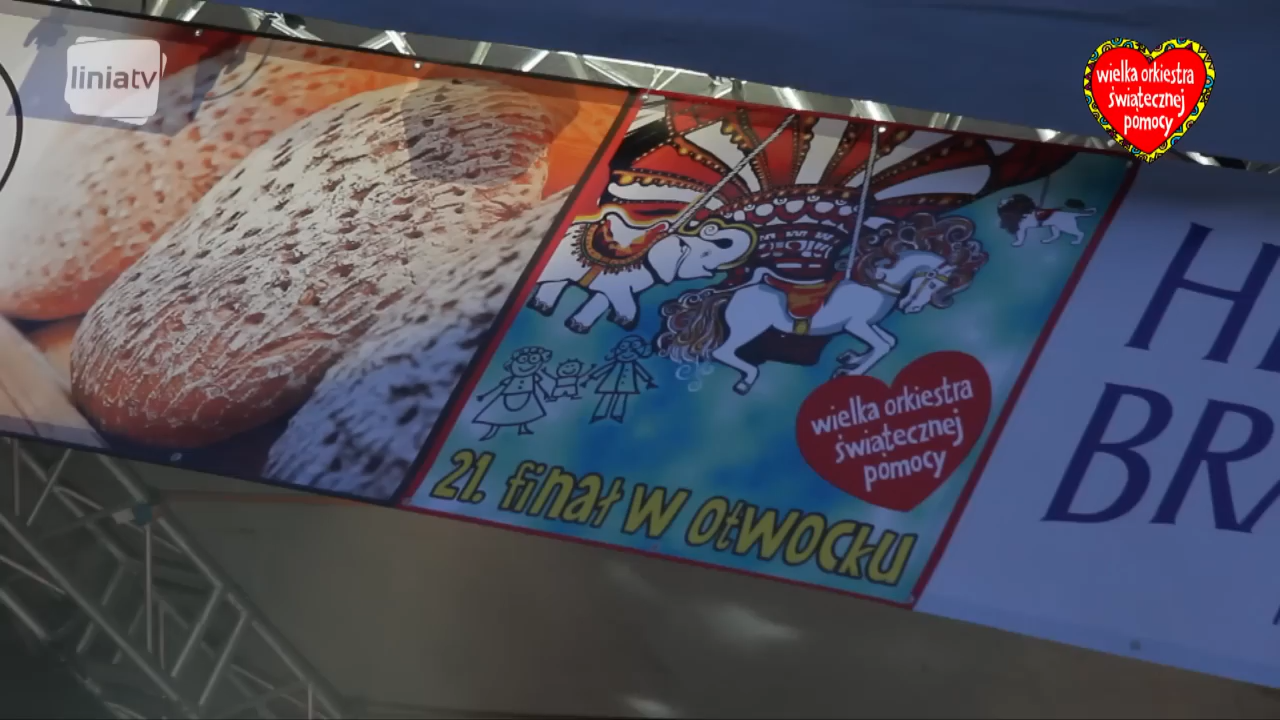 liniatv
wielka orkiestra
świątecznej
pomocy
wielka orkiestra
świątecznej
pomocy
21. finał w otwocku
BR